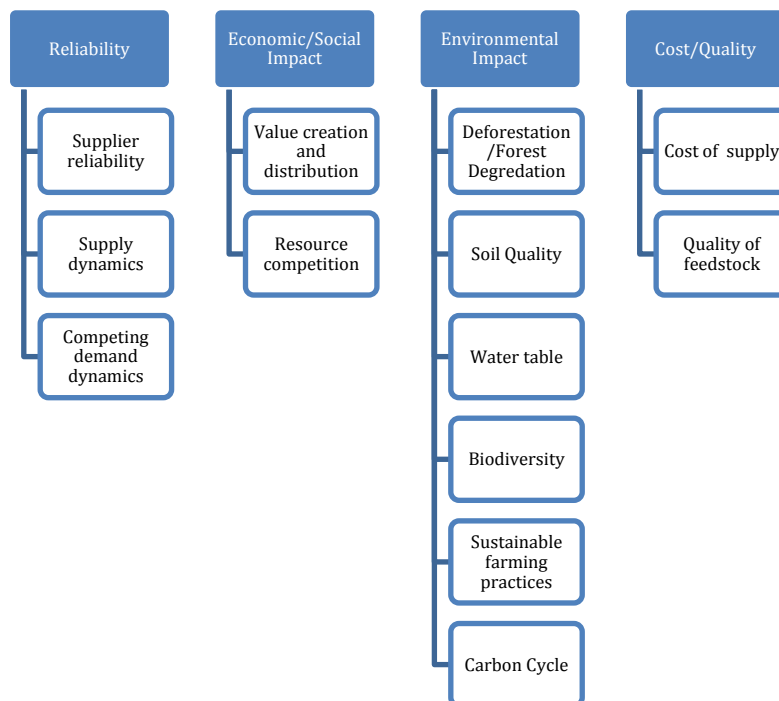 Reliability
Supplier
reliability
Supply
dynamics
Competing
demand
dynamics
Economic/Social
Impact
Value creation
and
distribution
Resource
competition
Environmental
Impact
Deforestation
/Forest
Degredation
Soil Quality
Water table
Biodiversity
Sustainable
farming
practices
Carbon Cycle
Cost/Quality
Cost of supply
Quality of
feedstock